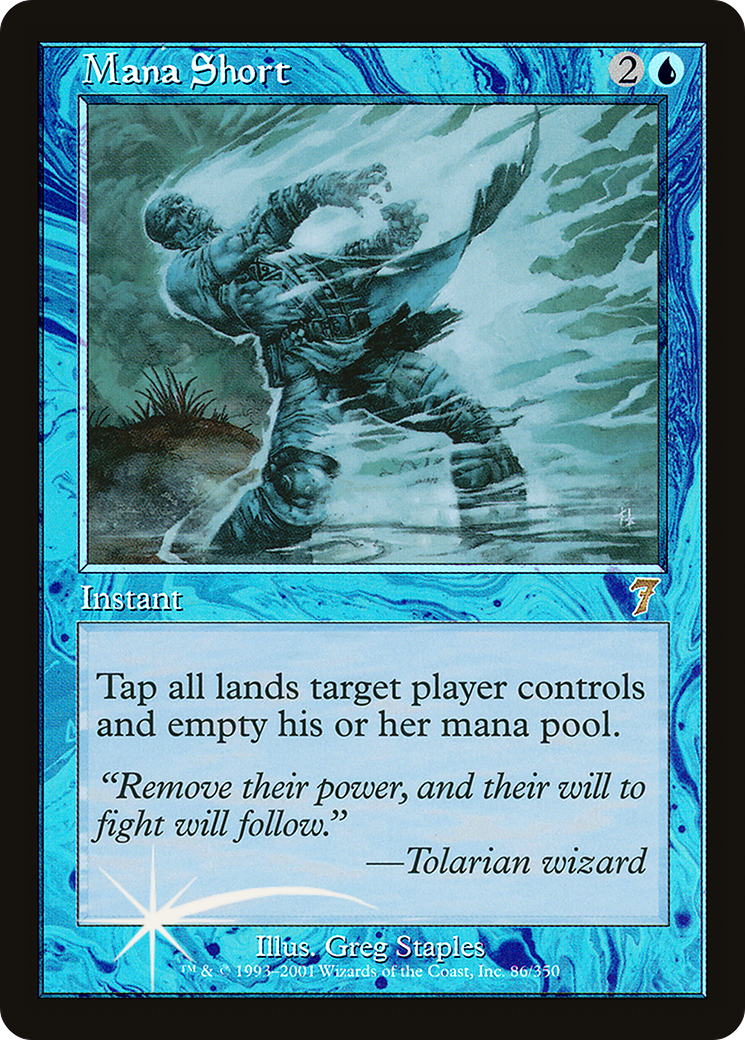 Mana Short 2
Instant 7
Tap all lands target player controls
and empty his or her mana pool.
“Remove their power, and their will to
fight will follow.”
—Tolarian wizard
Illus. Greg Staples
™ & © 1993–2001 Wizards of the Coast, Inc. 86/350